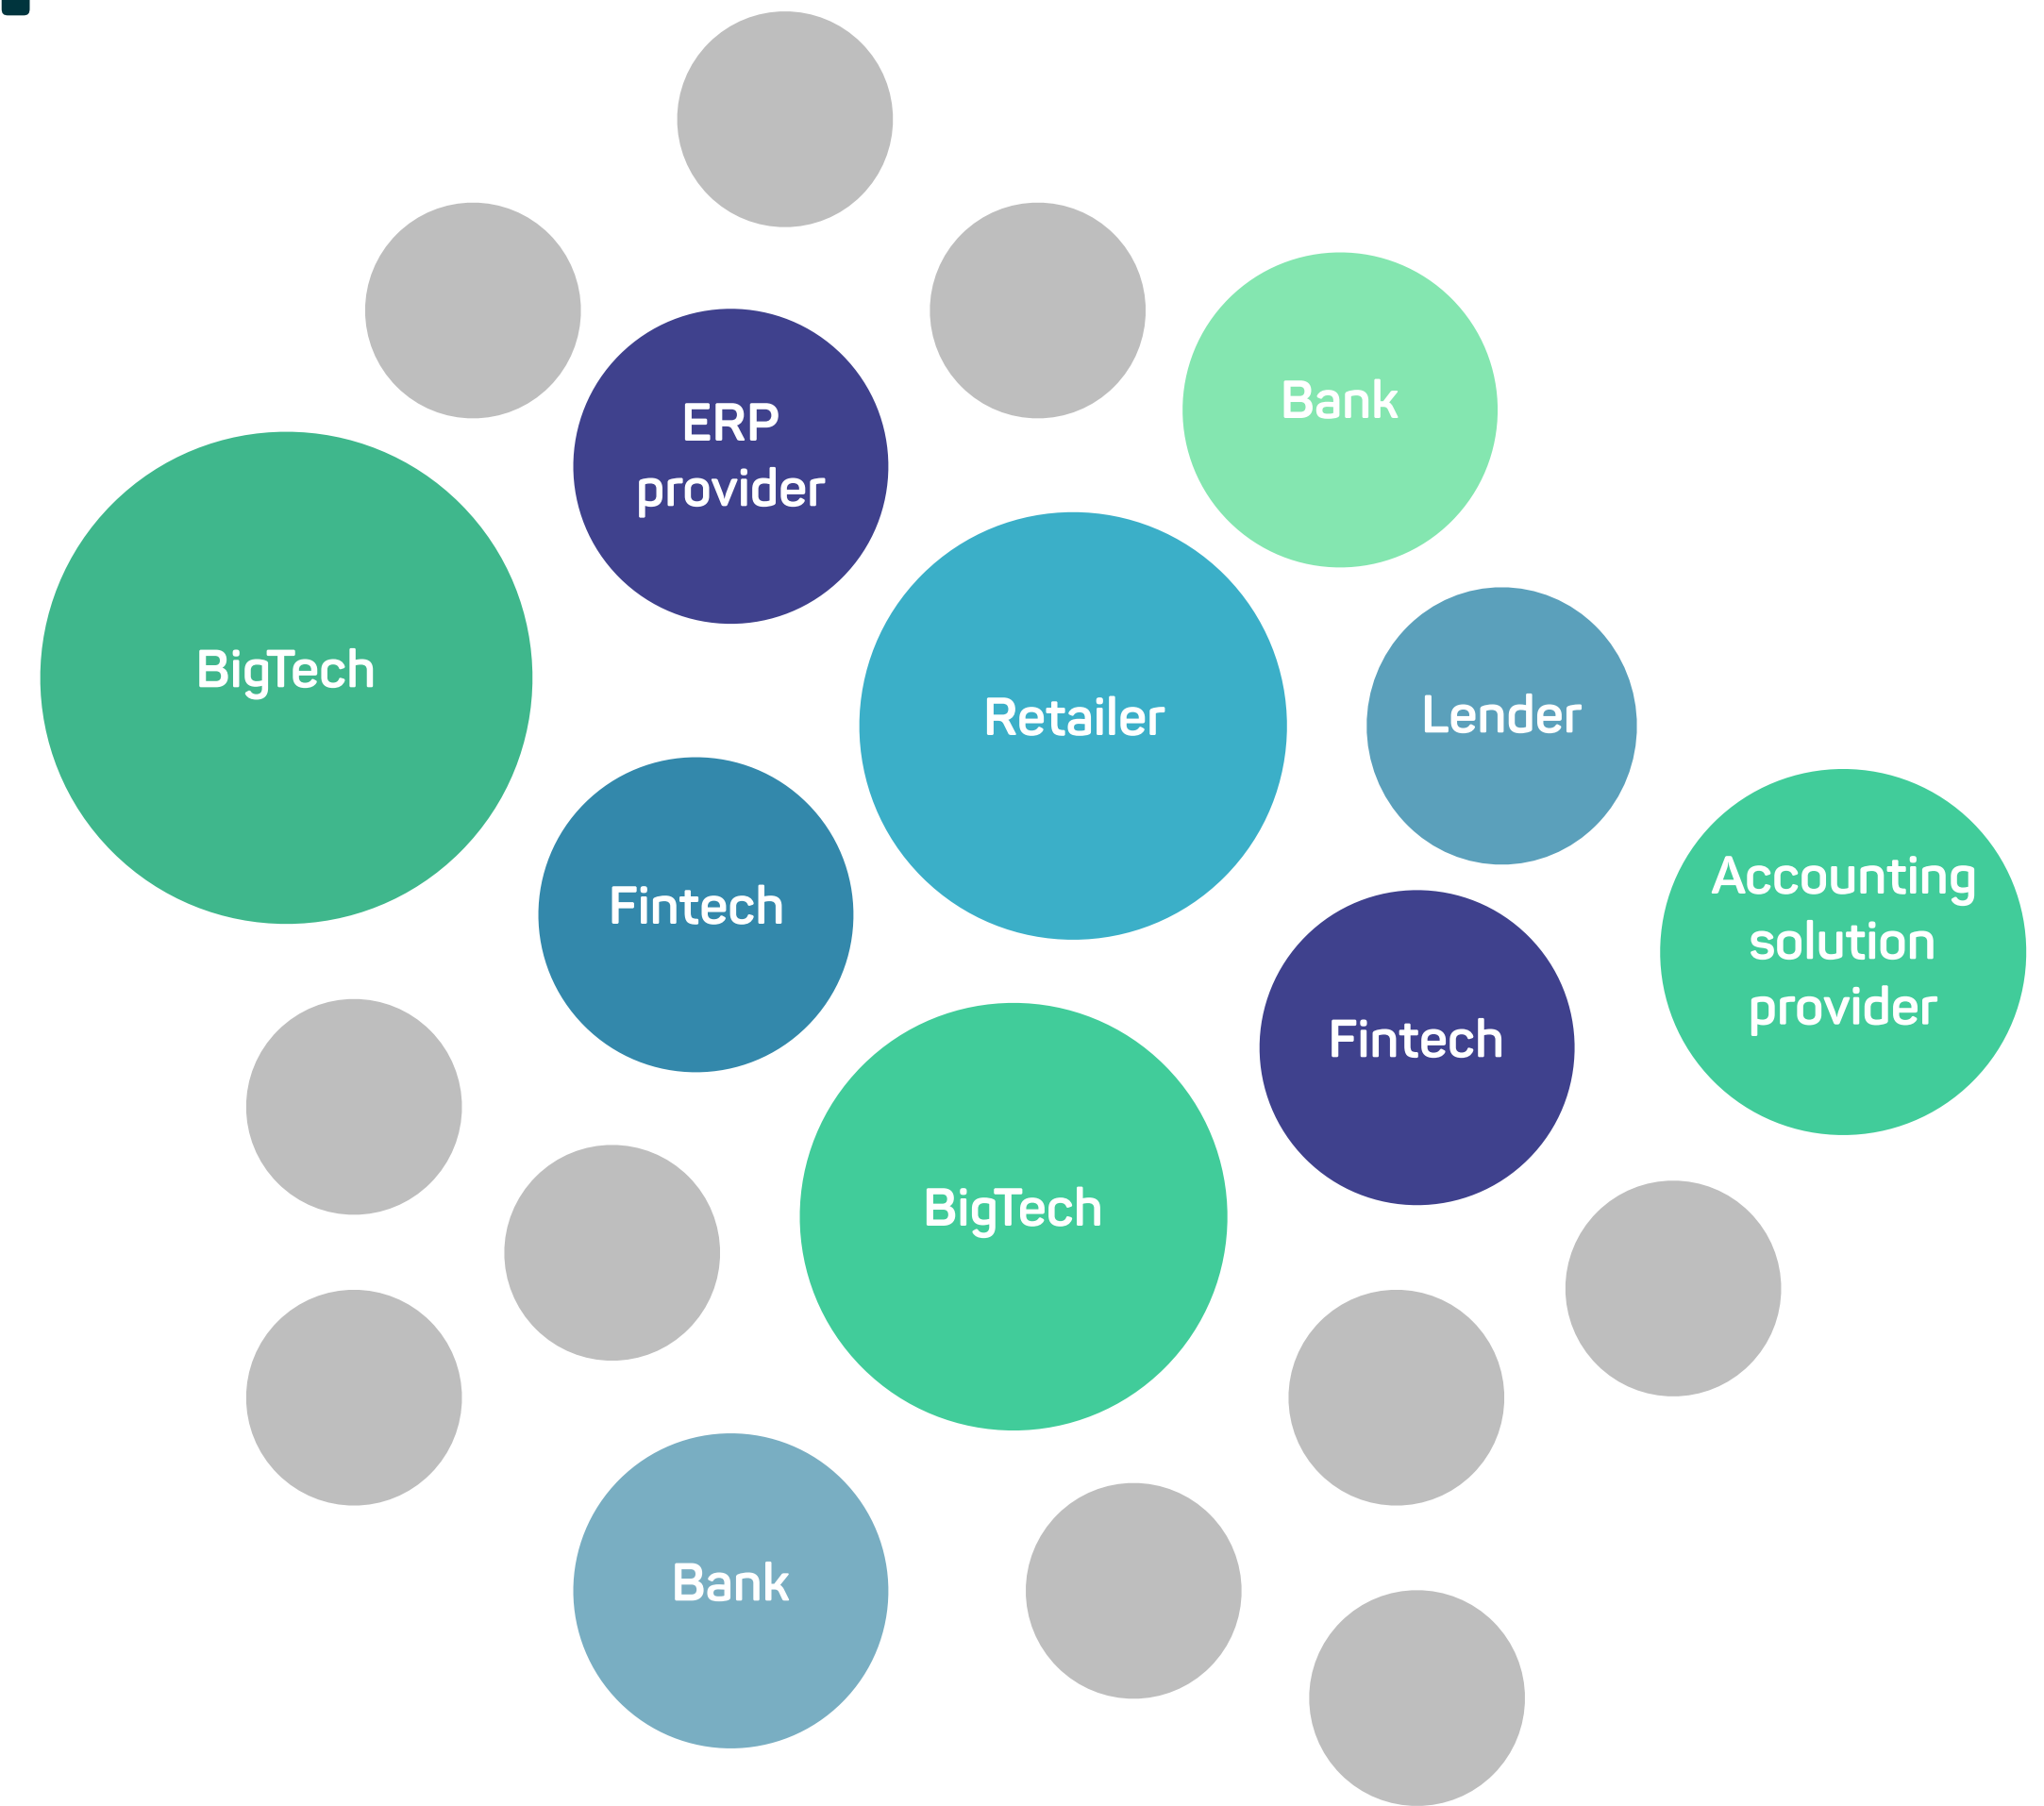 Bank
ERP
provider
BigTech
Retailer
Lender
Fintech
Accounting
solution
provider
Fintech
BigTech
Bank